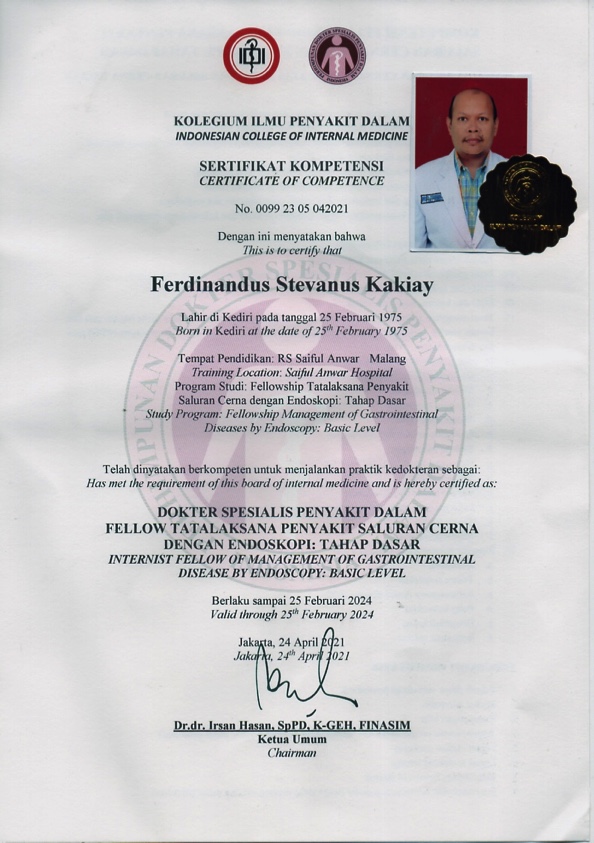 KOLEGIUM ILMU PENYAKIT DALAM
INDONESIAN COLLEGE OF INTERNAL MEDICINE
SERTIFIKAT KOMPETENSI
CERTIFICATE OF COMPETENCE
No. 0099 23 05 042021
Dengan ini menyatakan bahwa
This is to certify that
Ferdinandus Stevanus Kakiay
Lahir di Kediri pada tanggal 25 Februari 1975
Born in Kediri at the date of 25th February 1975
Tempat Pendidikan: RS Saiful Anwar Malang
Training Location: Saiful Anwar Hospital
Program Studi: Fellowship Tatalaksana Penyakit
Saluran Cerna dengan Endoskopi: Tahap Dasar
Study Program: Fellowship Management of Gastrointestinal
Diseases by Endoscopy: Basic Level
Telah dinyatakan berkompeten untuk menjalankan praktik kedokteran sebagai:
Has met the requirement of this board of internal medicine and is hereby certified as:
DOKTER SPESIALIS PENYAKIT DALAM
FELLOW TATALAKSANA PENYAKIT SALURAN CERNA
DENGAN ENDOSKOPI: TAHAP DASAR
INTERNIST FELLOW OF MANAGEMENT OF GASTROINTESTINAL
DISEASE BY ENDOSCOPY: BASIC LEVEL
Berlaku sampai 25 Februari 2024
Valid through 25th February 2024
Jakarta, 24 April 2021
Jakarta, 24th April 2021
Dr.dr. Irsan Hasan, SpPD, K-GEH, FINASIM
Ketua Umum
Chairman